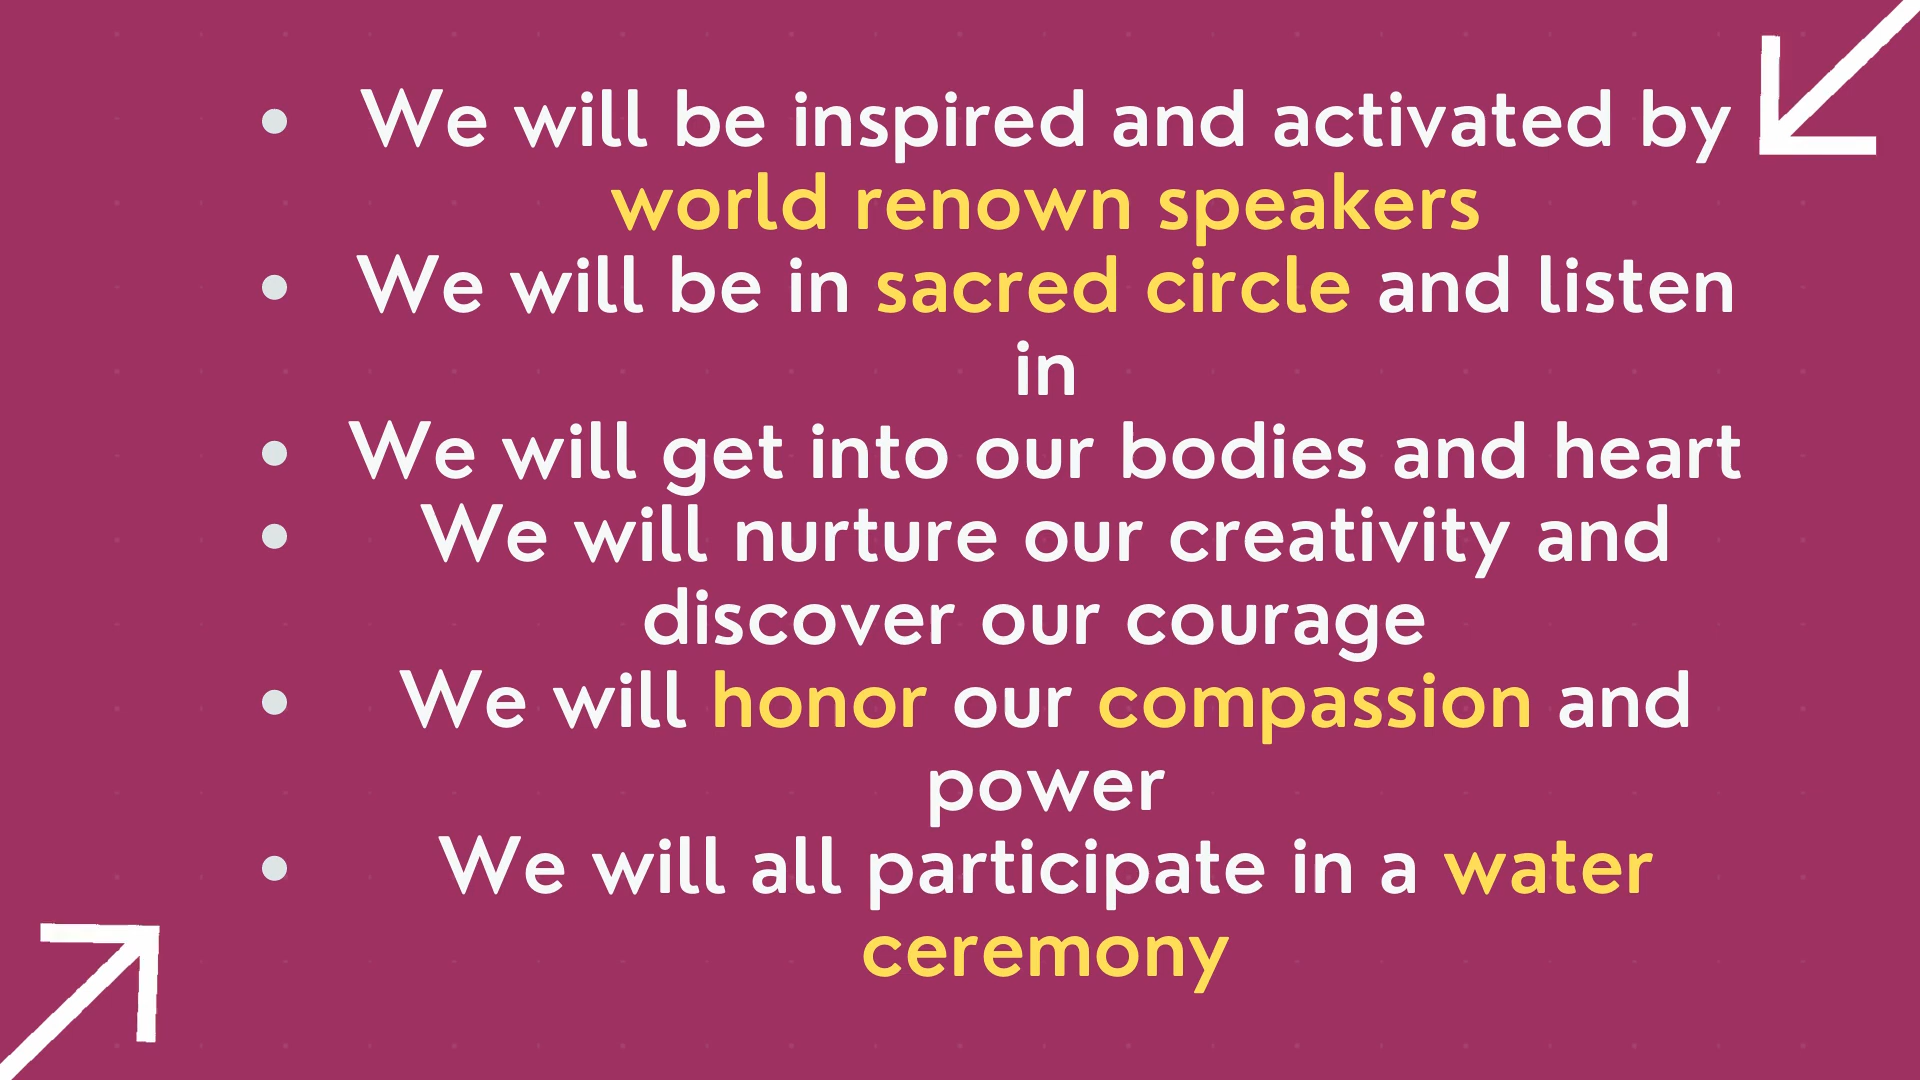 • We will be inspired and activated by
world renown speakers
• We will be in sacred circle and listen
in
• We will get into our bodies and heart
• We will nurture our creativity and
discover our courage
• We will honor our compassion and
power
• We will all participate in a water
ceremony